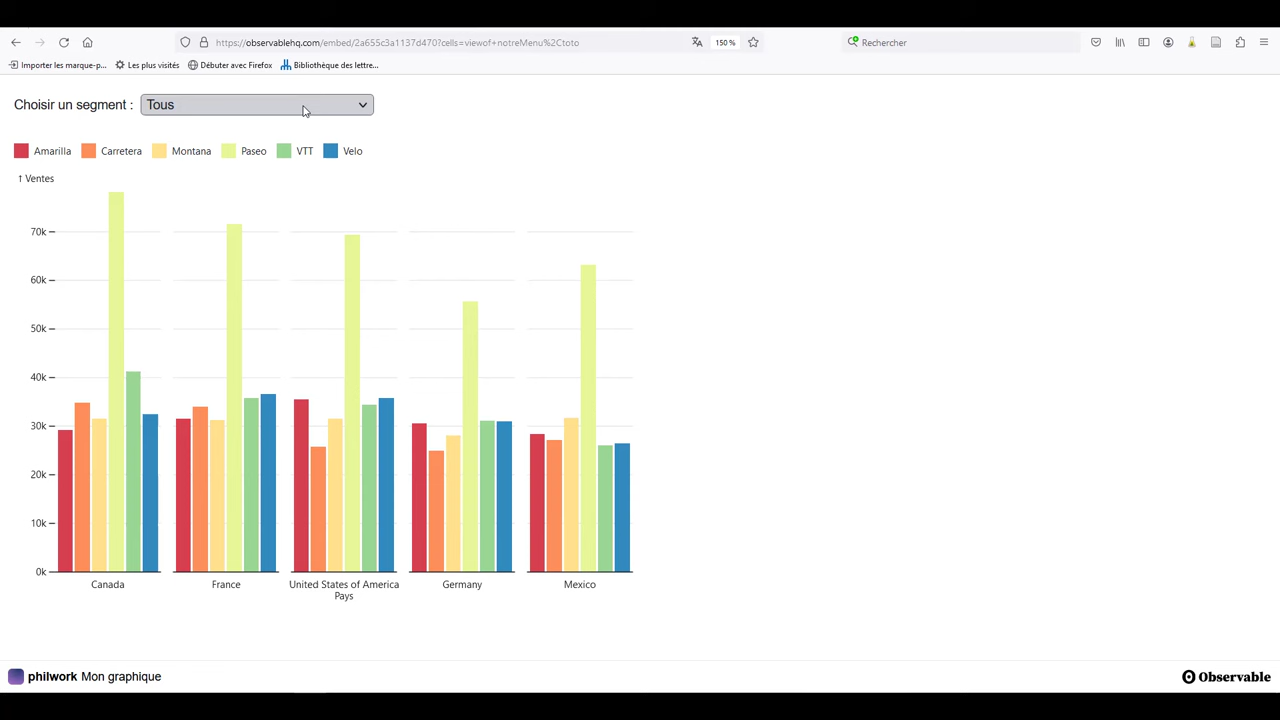 https://observablehq.com/embed/2a655c3a1137d470?cells=viewof+notreMenu%2Ctoto
150 %
Rechercher
Importer les marque-p...
Les plus visités
Débuter avec Firefox
Bibliothèque des lettre...
Choisir un segment :
Tous
Amarilla
Carretera
Montana
Paseo
VTT
Velo
↑ Ventes
70k
60k
50k
40k
30k
20k
10k
0k
Canada
France
United States of America
Germany
Mexico
Pays
philwork Mon graphique
Observable